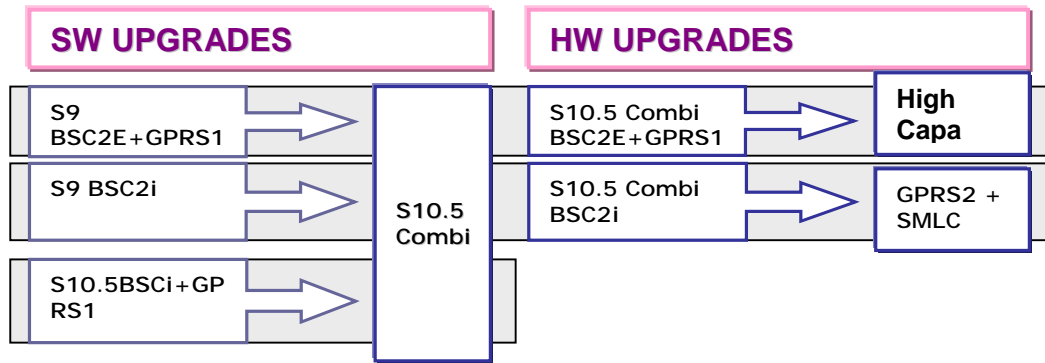 SW UPGRADES
HW UPGRADES
S9
BSC2E+GPRS1
S9 BSC2i
S10.5BSCi+GP
RS1
S10.5
Combi
S10.5 Combi
BSC2E+GPRS1
S10.5 Combi
BSC2i
High
Capa
GPRS2 +
SMLC